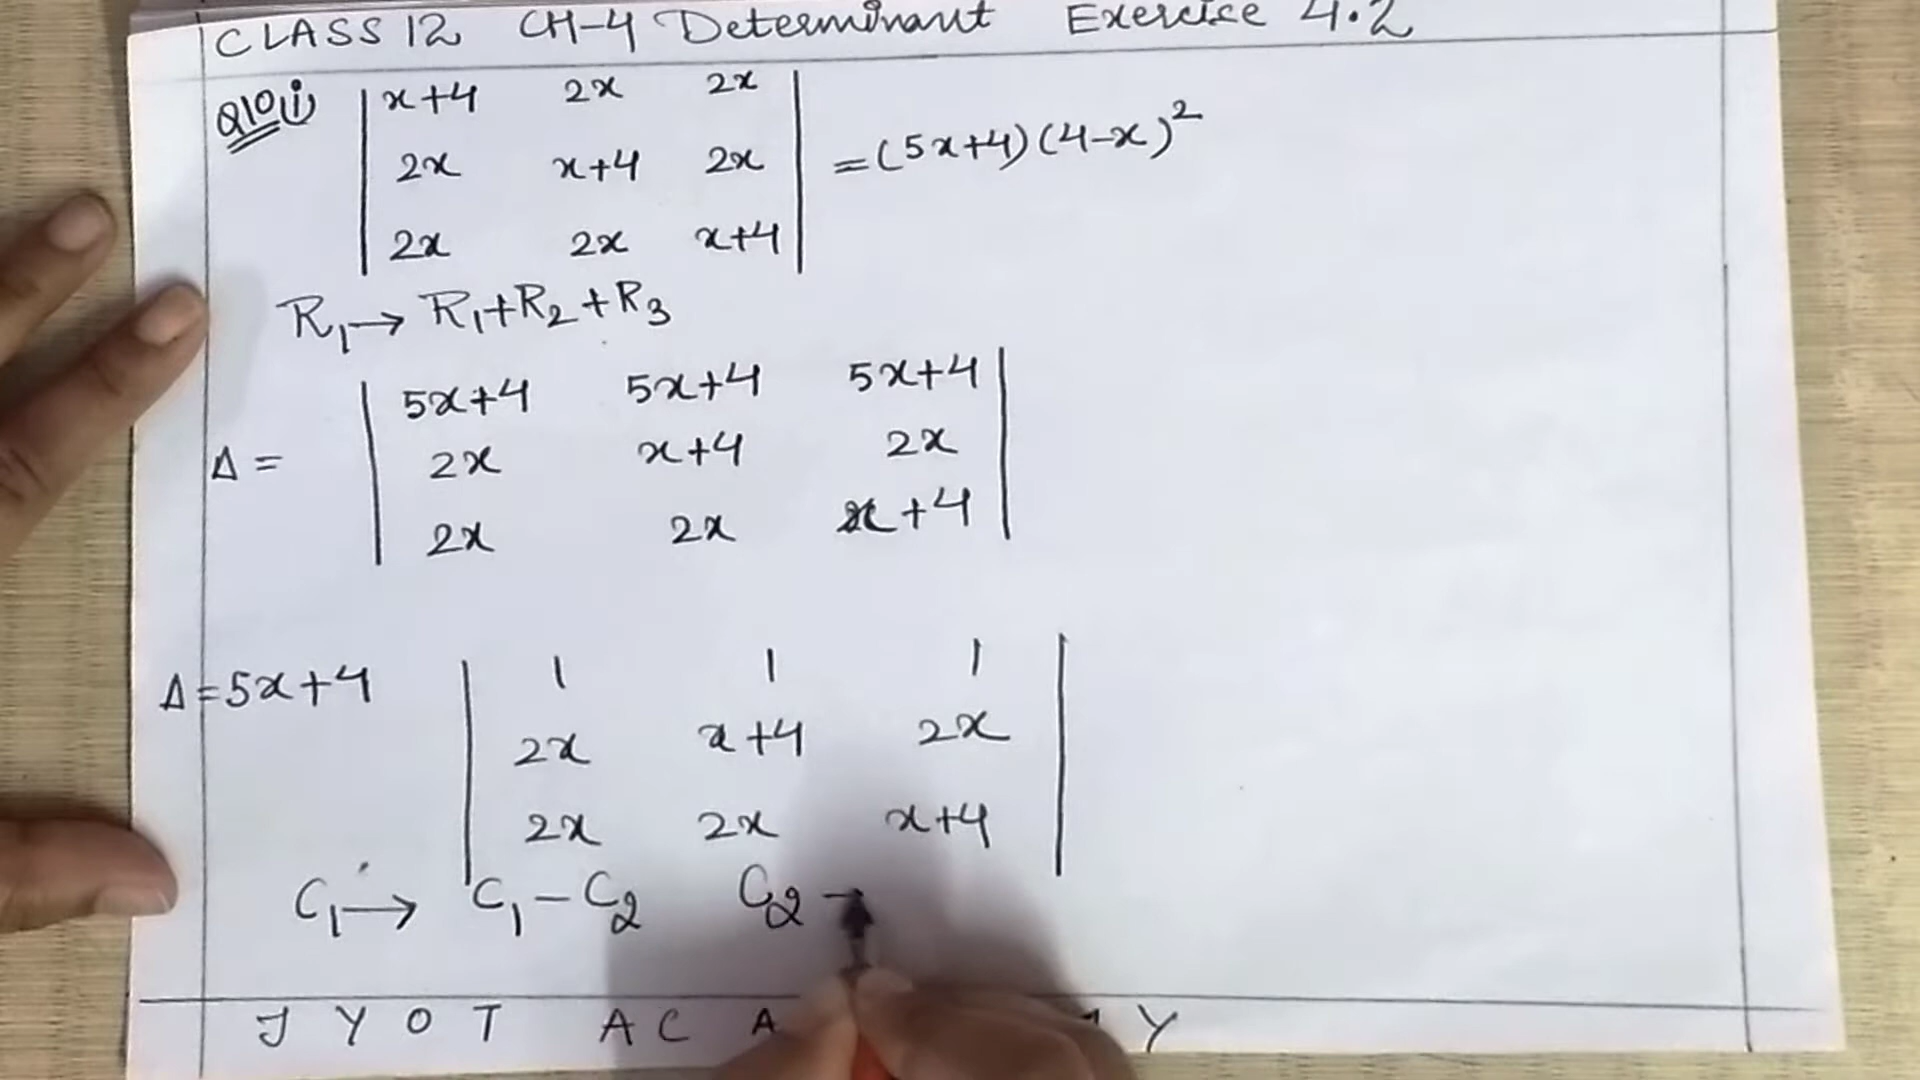 CLASS 12 CH-4 Determinant Exercise 4.2
Q10(i) | x+4 2x 2x |
| 2x x+4 2x | = (5x+4)(4-x)²
| 2x 2x x+4 |
R₁→ R₁+R₂+R₃
| 5x+4 5x+4 5x+4 |
Δ = | 2x x+4 2x |
| 2x 2x x+4 |
Δ=5x+4 | 1 1 1 |
| 2x x+4 2x |
| 2x 2x x+4 |
C₁→ C₁-C₂ C₂ -
J Y O T A C A Y